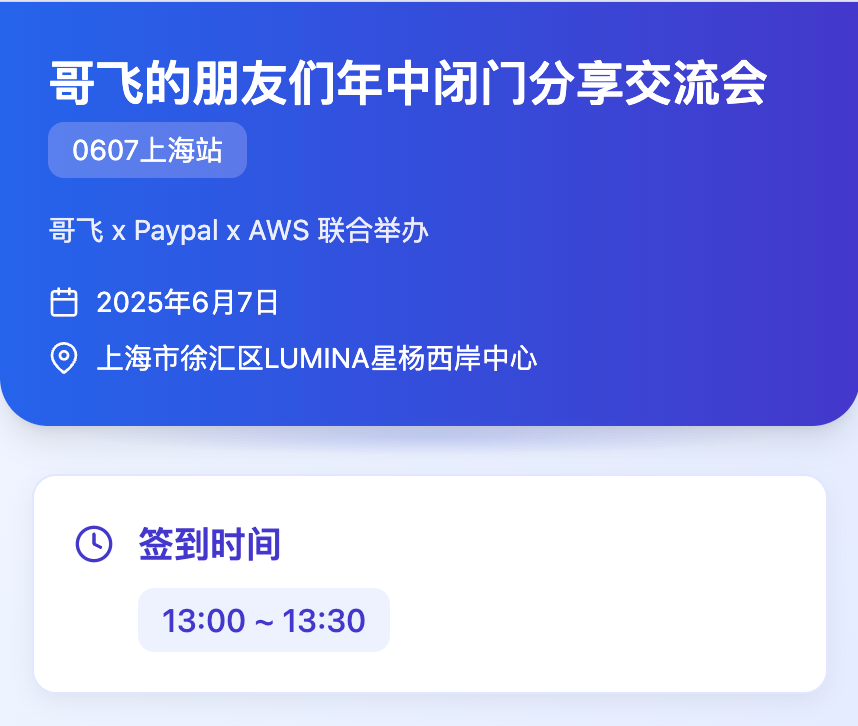 哥飞的朋友们年中闭门分享交流会
0607上海站
哥飞 x Paypal x AWS 联合举办
2025年6月7日
上海市徐汇区LUMINA星杨西岸中心
签到时间
13:00 ~ 13:30